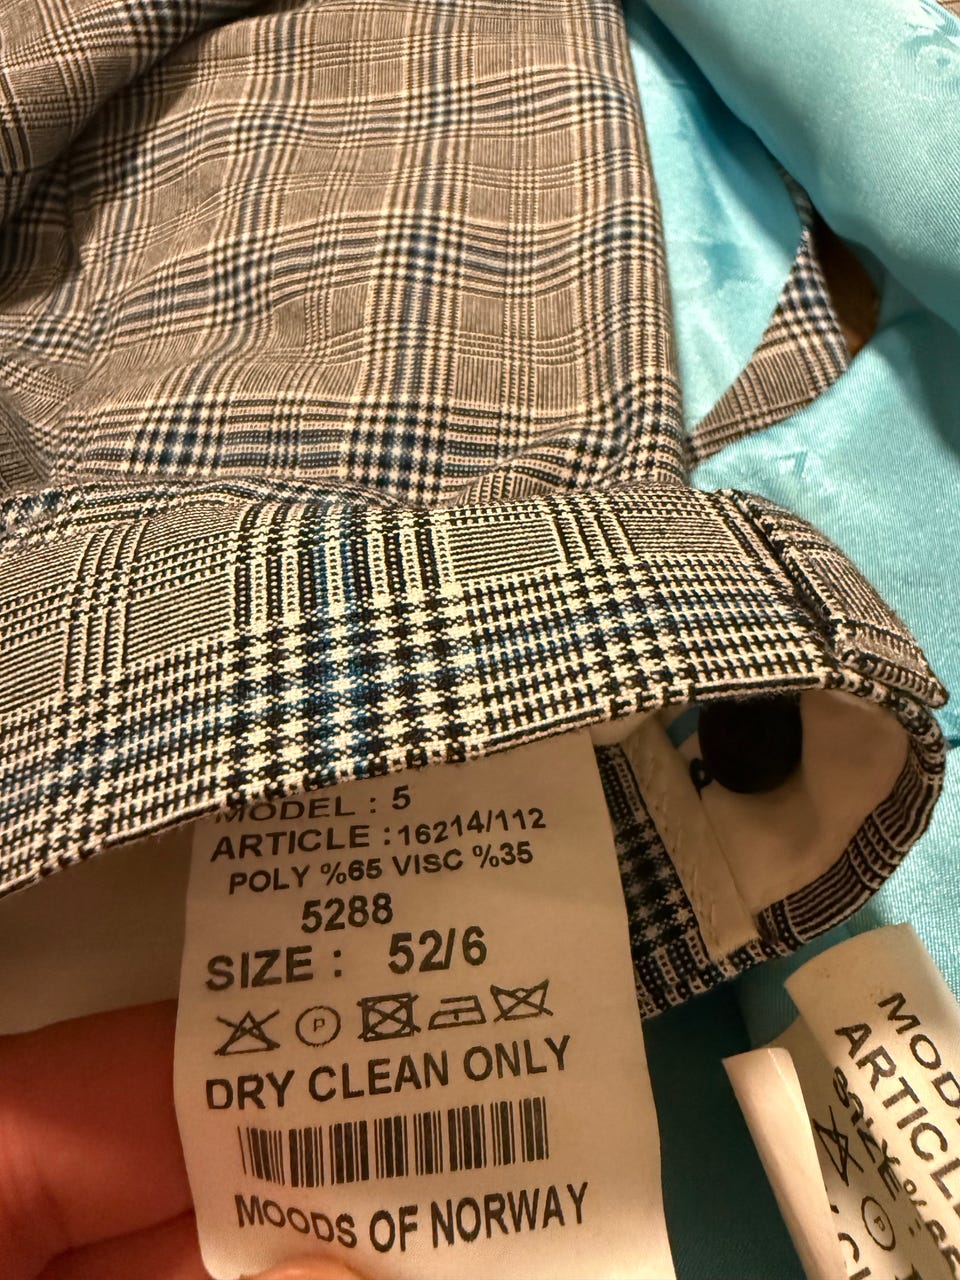 MODEL : 5
ARTICLE : 16214/112
POLY %65 VISC %35
5288
SIZE : 52/6
P
DRY CLEAN ONLY
MOODS OF NORWAY
P